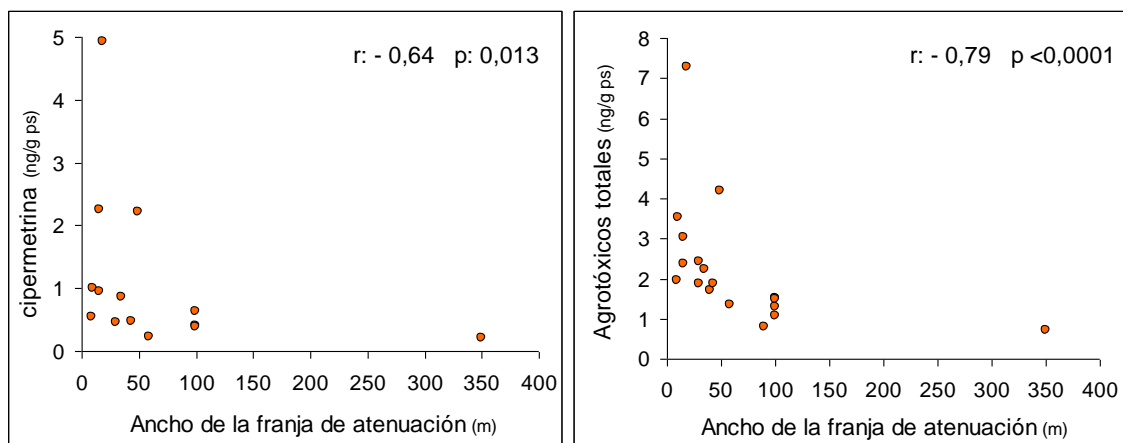 r: - 0,64 p: 0,013
cipermetrina (ng/g ps)
5
4
3
2
1
0
0 50 100 150 200 250 300 350 400
Ancho de la franja de atenuación (m)
r: - 0,79 p <0,0001
Agrotóxicos totales (ng/g ps)
8
7
6
5
4
3
2
1
0
0 50 100 150 200 250 300 350 400
Ancho de la franja de atenuación (m)